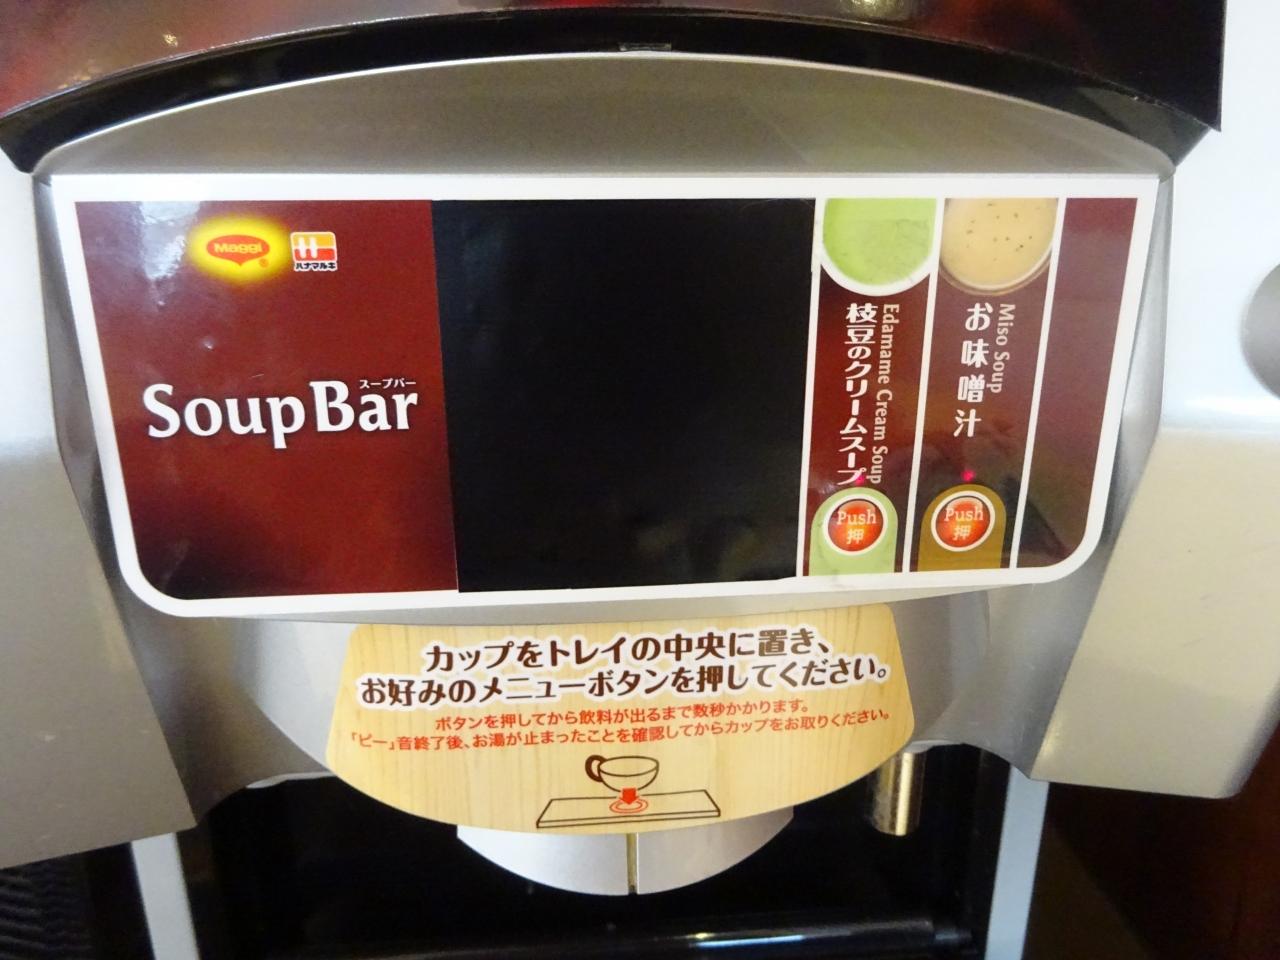 Maggi
ハナマルキ
スープバー
Soup Bar
Edamame Cream Soup
枝豆のクリームスープ
Push
押
Miso Soup
お味噌汁
Push
押
カップをトレイの中央に置き、
お好みのメニューボタンを押してください。
ボタンを押してから飲料が出るまで数秒かかります。
「ピー」音終了後、お湯が止まったことを確認してからカップをお取りください。